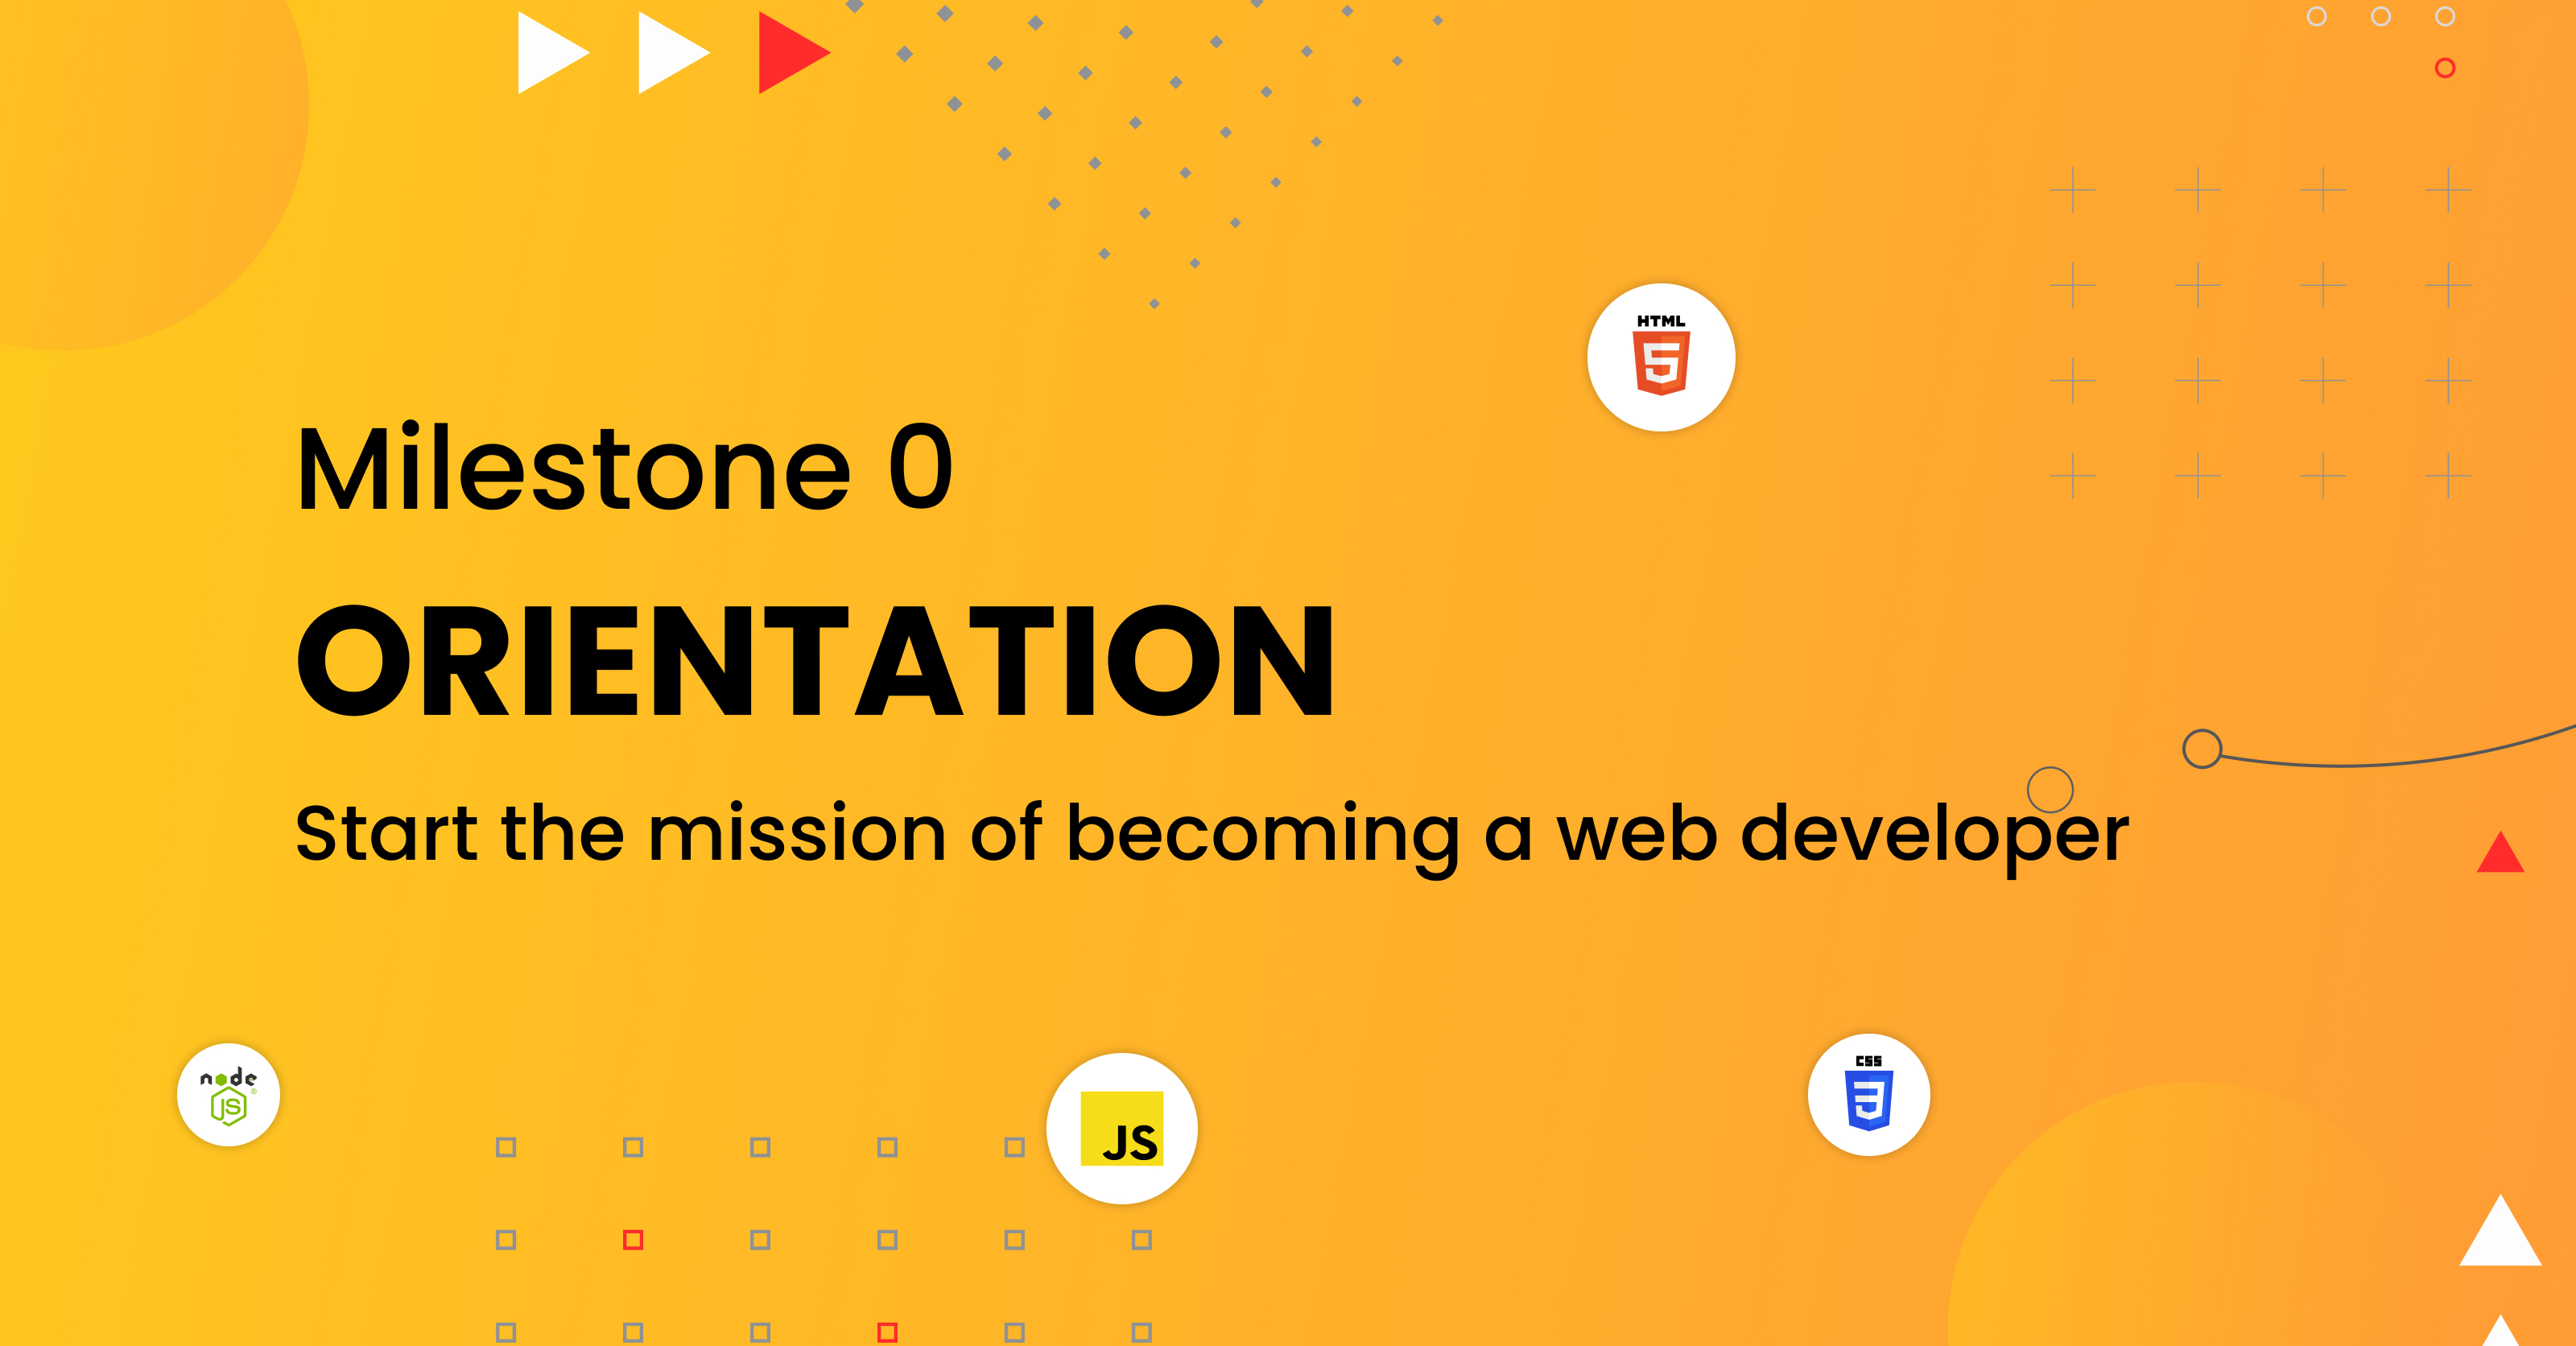 HTML
5
Milestone 0
ORIENTATION
Start the mission of becoming a web developer
node
JS
®
JS
CSS
3